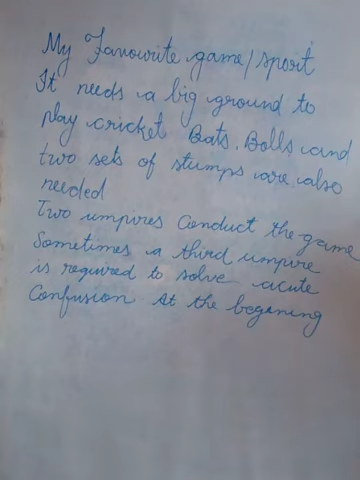 My Favourite game/sport
It needs a big ground to
play cricket Bats, Balls and
two sets of stumps are also
needed
Two umpires Conduct the game
Sometimes a third umpire
is required to solve acute
Confusion At the begening